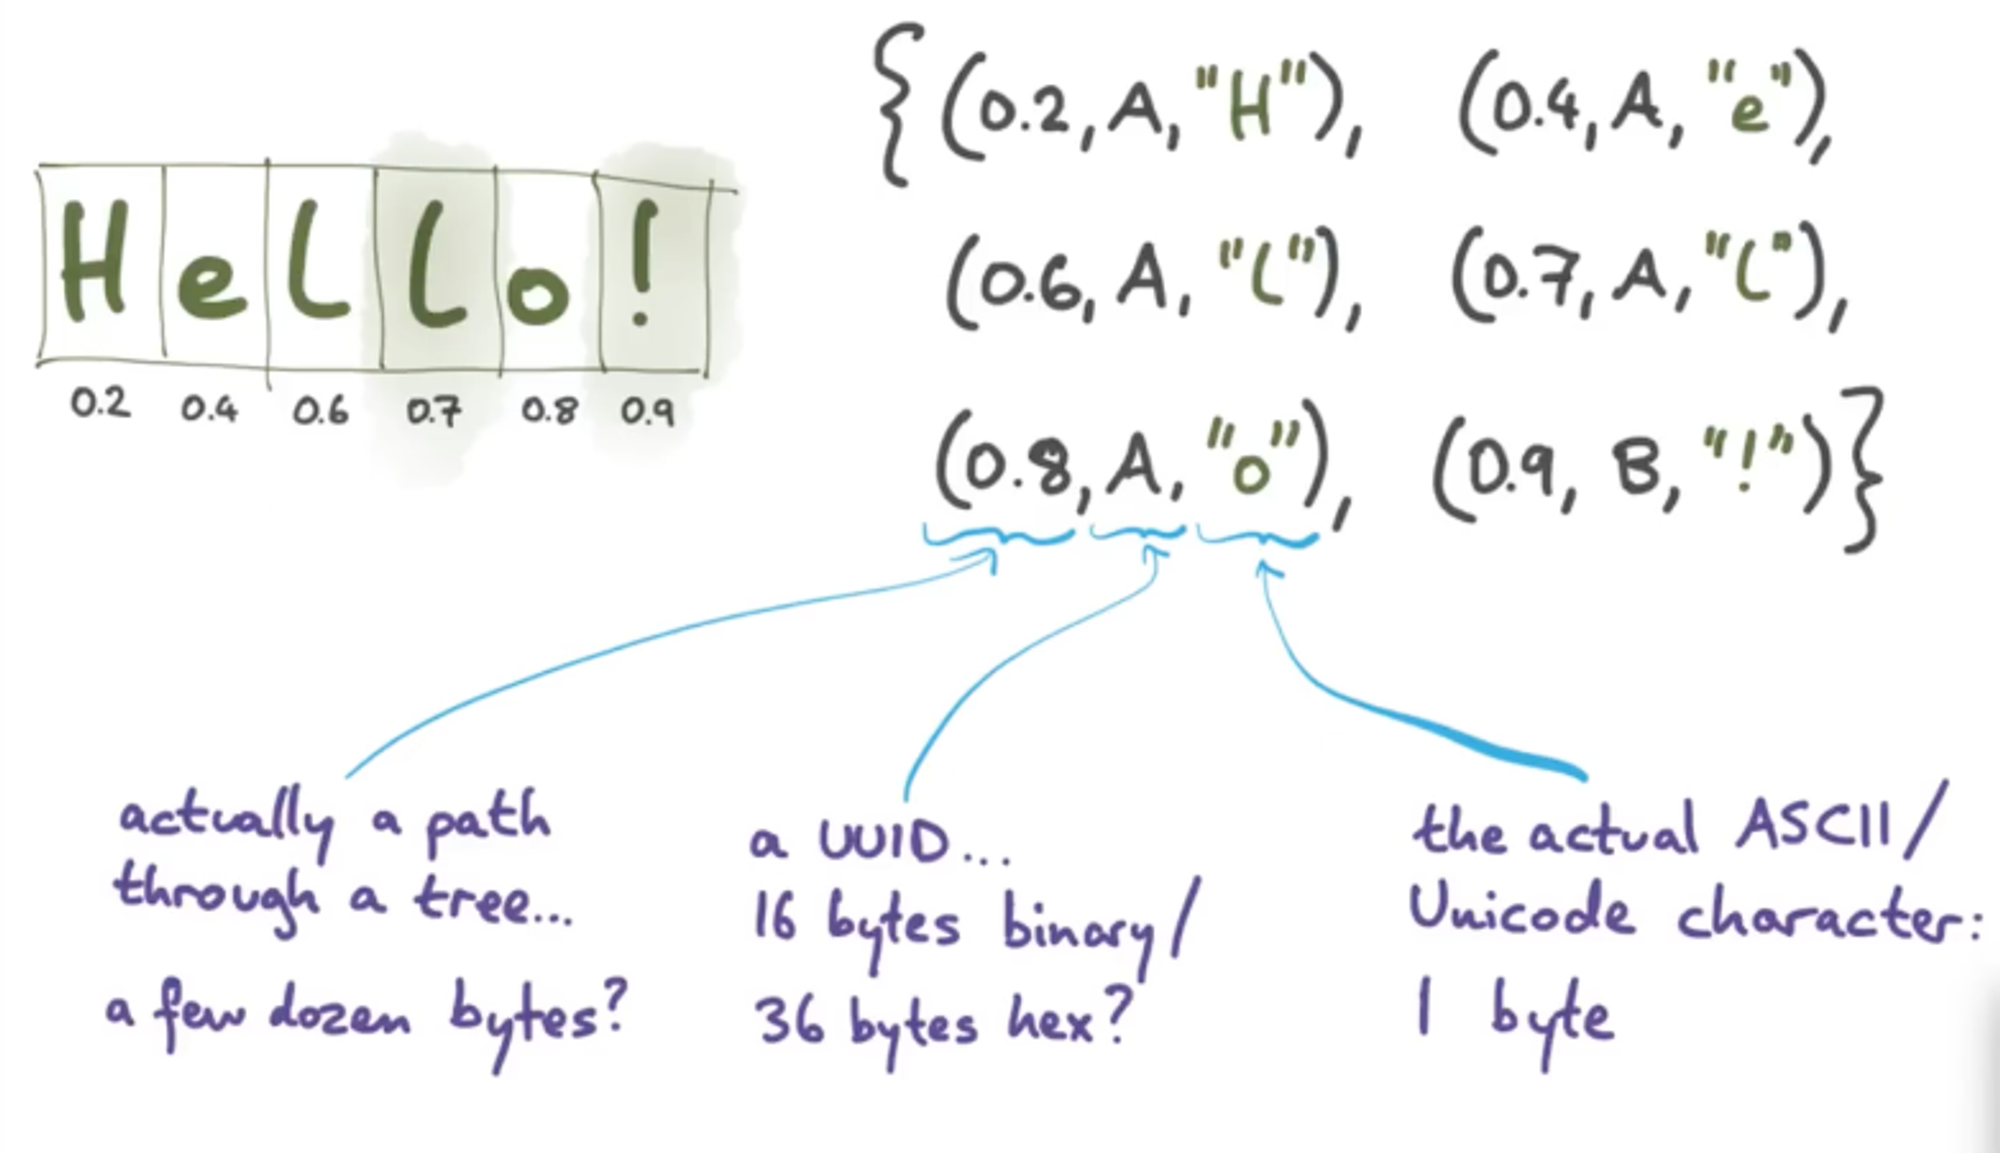 Hello!
0.2 0.4 0.6 0.7 0.8 0.9
{(0.2, A, "H"), (0.4, A, "e"),
(0.6, A, "l"), (0.7, A, "l"),
(0.8, A, "o"), (0.9, B, "!")}
actually a path
through a tree...
a few dozen bytes?
a UUID...
16 bytes binary/
36 bytes hex?
the actual ASCII/
Unicode character:
1 byte